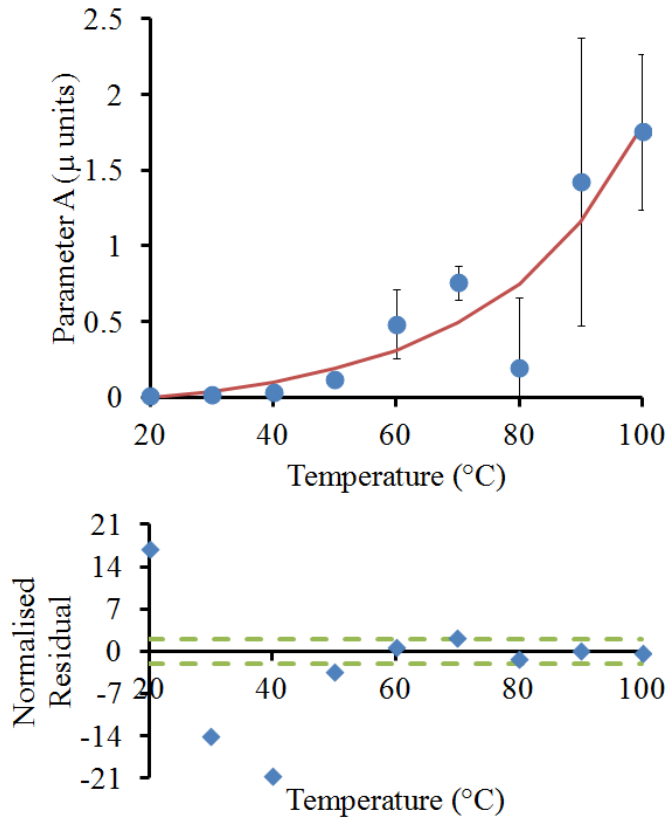 2.5
2
1.5
1
0.5
0
Parameter A (μ units)
20 40 60 80 100
Temperature (°C)
21
14
7
0
-7
-14
-21
Normalised
Residual
20 40 60 80 100
Temperature (°C)